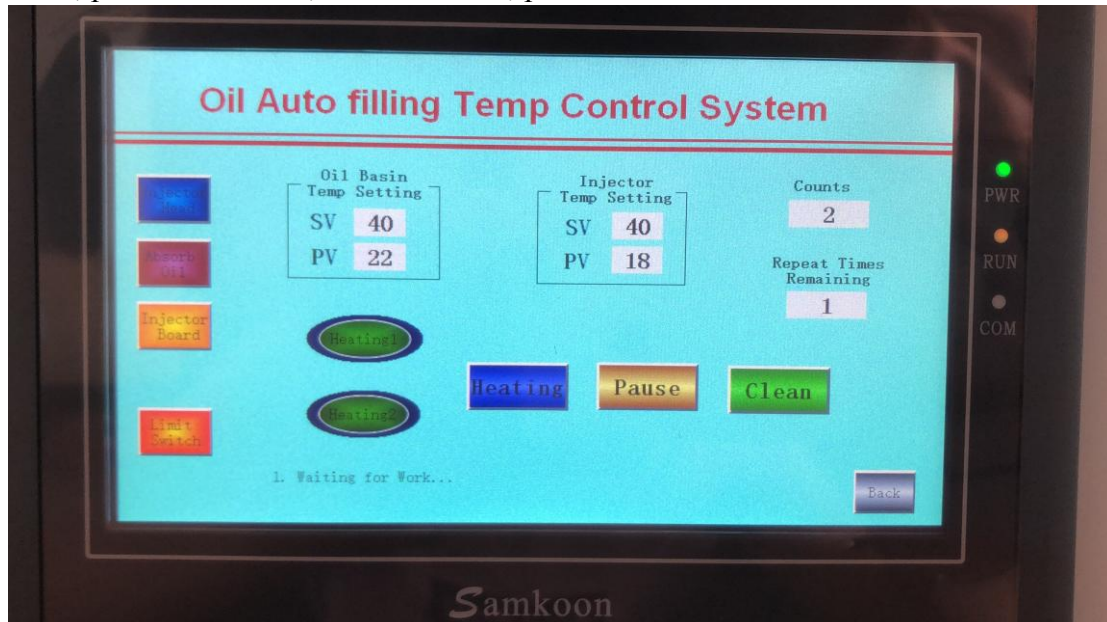 Oil Auto filling Temp Control System
Oil Basin
Temp Setting
SV 40
PV 22
Injector
Temp Setting
SV 40
PV 18
Counts
2
Repeat Times
Remaining
1
PWR
RUN
COM
Absorb
Oil
Injector
Board
Limit
Switch
Heating1
Heating2
Heating
Pause
Clean
1. Waiting for Work...
Back
Samkoon